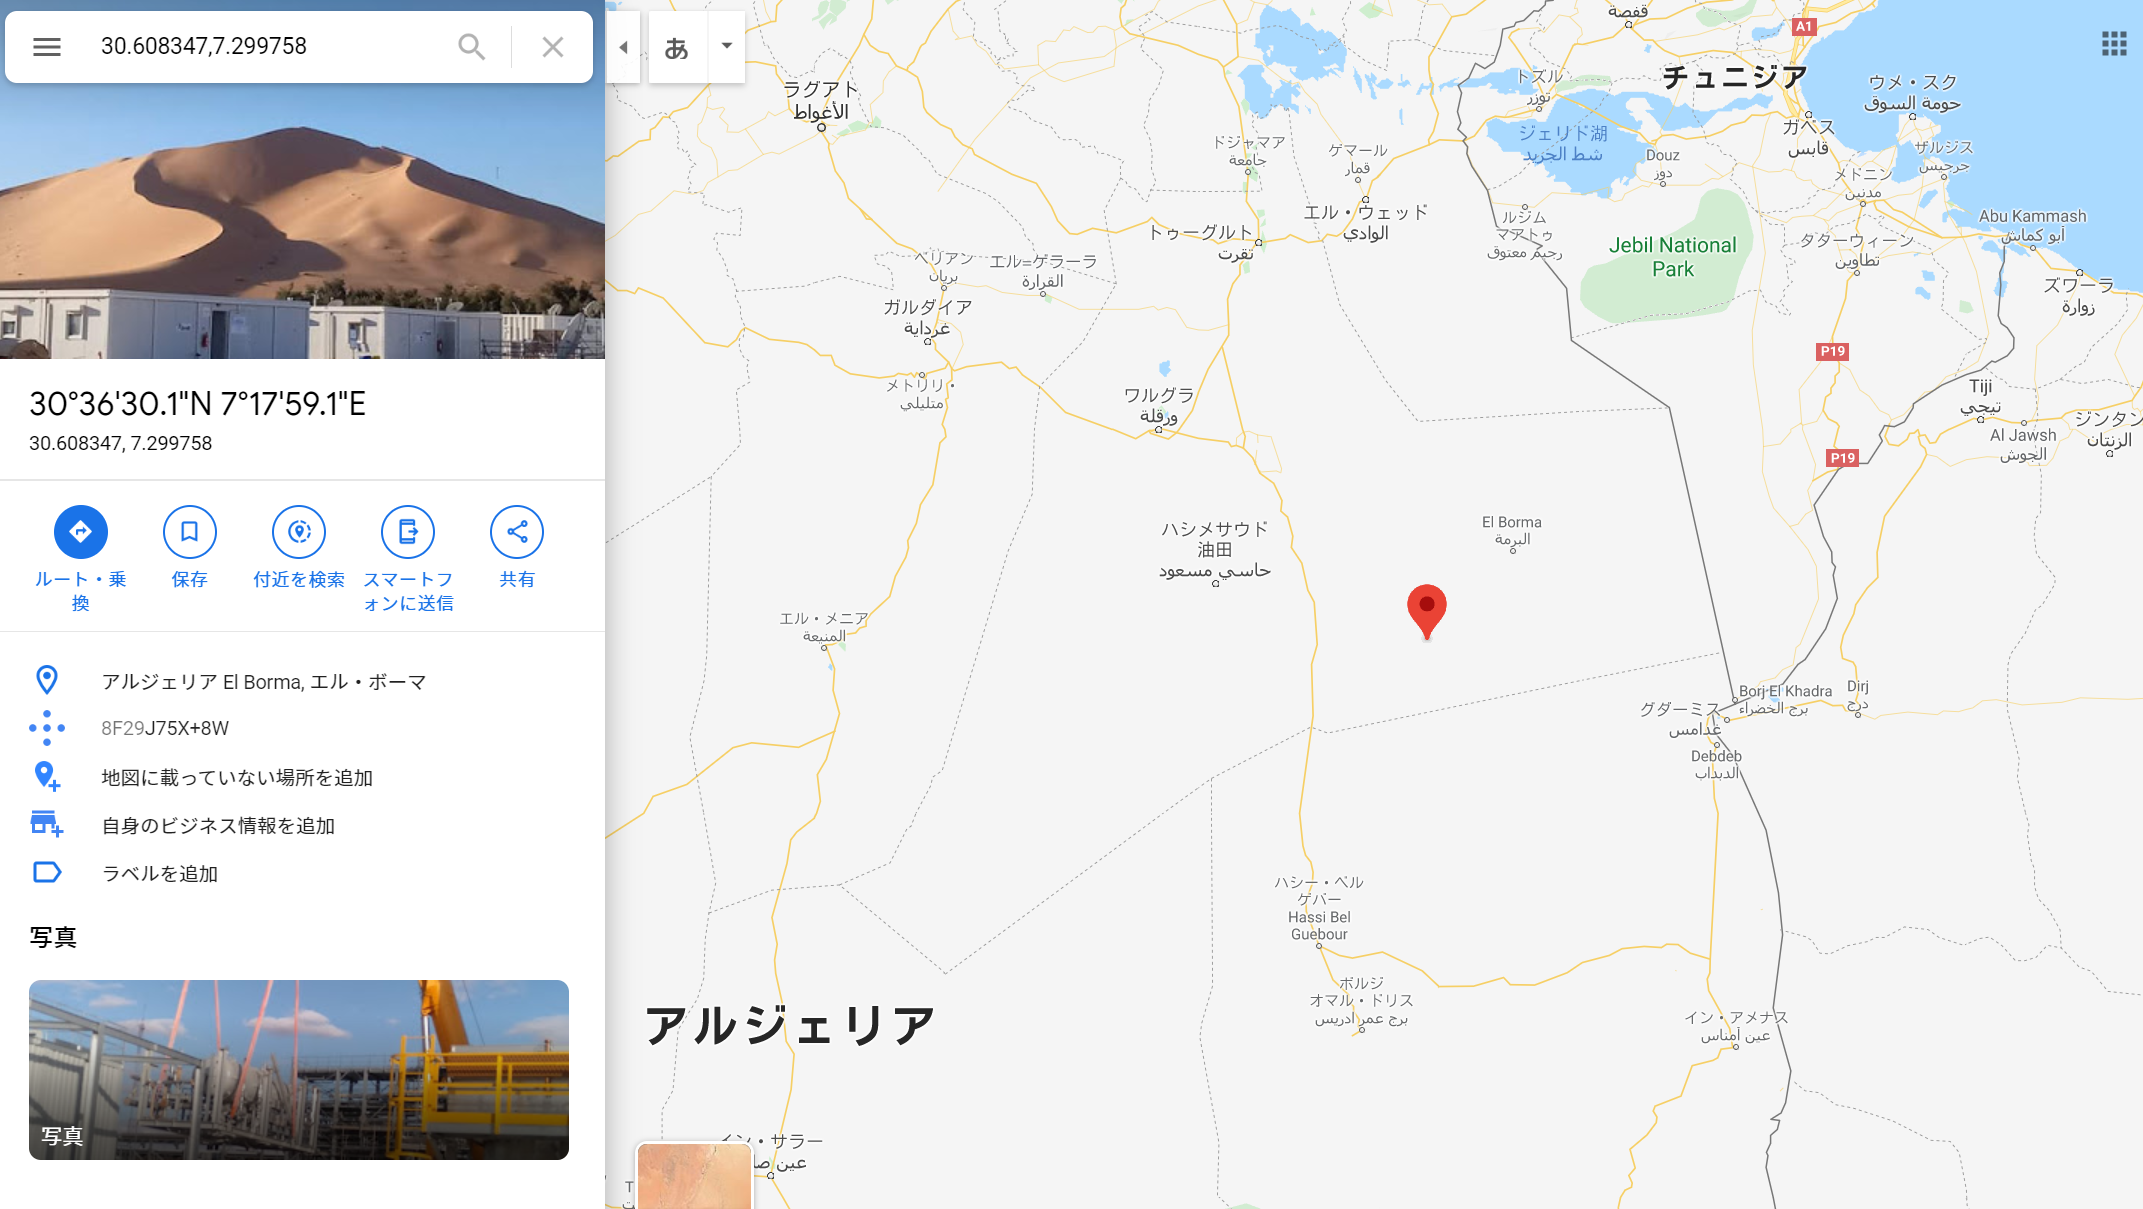 30.608347,7.299758
30°36'30.1"N 7°17'59.1"E
30.608347, 7.299758
ルート・乗
換
保存
付近を検索
スマートフ
ォンに送信
共有
アルジェリア El Borma, エル・ボーマ
8F29J75X+8W
地図に載っていない場所を追加
自身のビジネス情報を追加
ラベルを追加
写真
写真
あ
قفصة
A1
チュニジア
トズル
توزر
ウメ・スク
حومة السوق
ラグアト
الأغواط
ジェリド湖
شط الجريد
ガベス
قابس
ドジャマア
جامعة
ゲマール
قمار
Douz
دوز
ザルジス
جرجيس
メドニン
مدنين
エル・ウェッド
الوادي
ルジム
マアトゥ
رجيم معتوق
Abu Kammash
أبو كماش
トゥーグルト
تقرت
Jebil National
Park
タターウィーン
تطاوين
ベリアン
بريان
エル=ゲラーラ
القرارة
ズワーラ
زوارة
ガルダイア
غرداية
P19
メトリリ・
متليلي
ワルグラ
ورقلة
Tiji
تيجي
ジンタン
الزنتان
Al Jawsh
الجوش
P19
El Borma
البرمة
ハシメサウド
油田
حاسي مسعود
エル・メニア
المنيعة
Borj El Khadra
برج الخضراء
Dirj
درج
グダーミス
غدامس
Debdeb
الدبداب
ハシー・ベル
ゲバー
Hassi Bel
Guebour
ボルジ
オマル・ドリス
برج عمر ادريس
アルジェリア
イン・アメナス
عين أمناس
イン・サラー